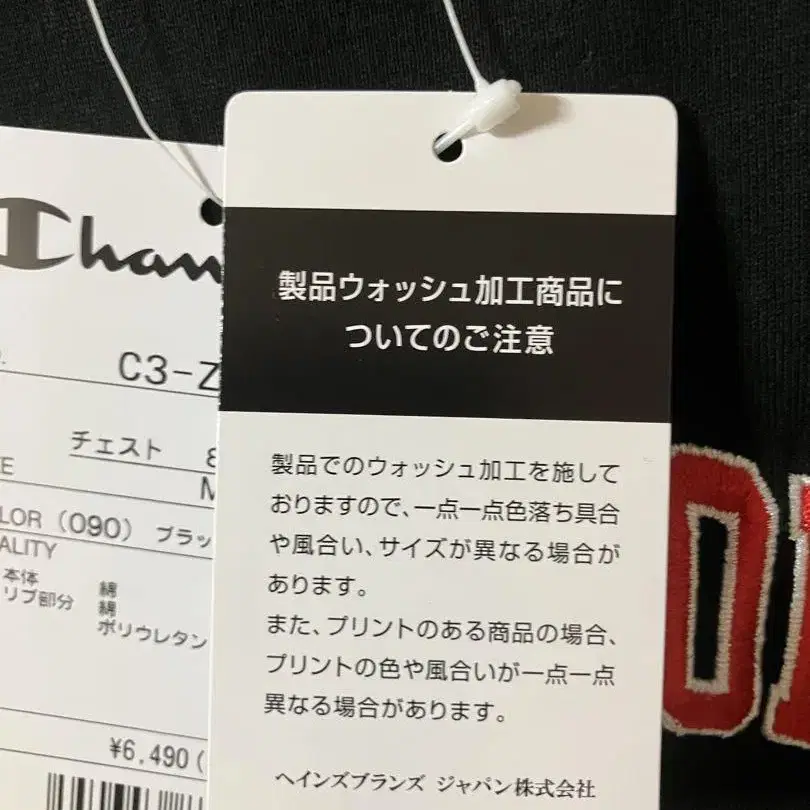 Cham
C3-Z
チェスト 8
M
LOR (090) ブラッ
ALITY
本体 綿
リブ部分 綿
ポリウレタン
¥6,490(
製品ウォッシュ加工商品に
ついてのご注意
製品でのウォッシュ加工を施して
おりますので、一点一点色落ち具合
や風合い、サイズが異なる場合が
あります。
また、プリントのある商品の場合、
プリントの色や風合いが一点一点
異なる場合があります。
ヘインズブランズ ジャパン株式会社